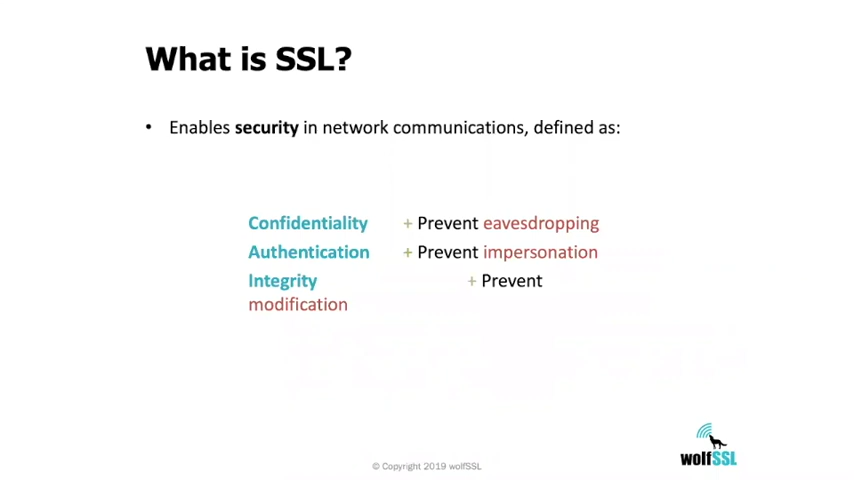 What is SSL?
• Enables security in network communications, defined as:
Confidentiality + Prevent eavesdropping
Authentication + Prevent impersonation
Integrity + Prevent
modification
© Copyright 2019 wolfSSL
wolfSSL